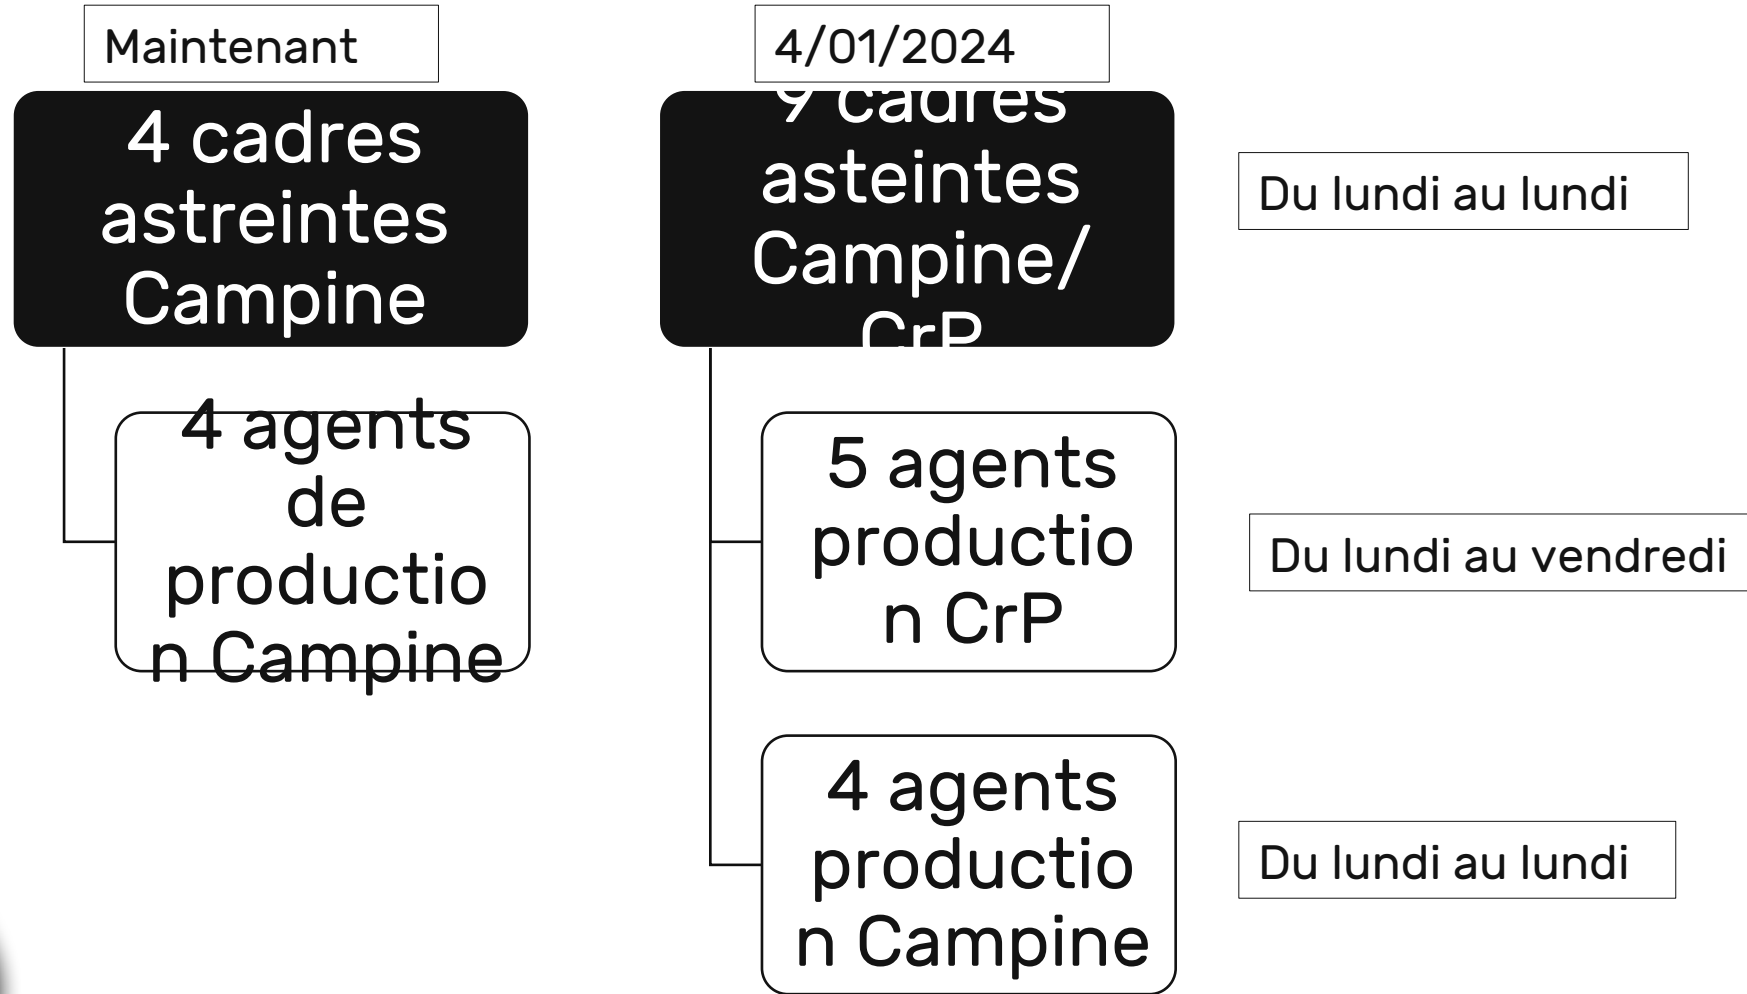 Maintenant
4 cadres
astreintes
Campine
4 agents
de
productio
n Campine
4/01/2024
9 cadres
asteintes
Campine/
CrP
5 agents
productio
n CrP
4 agents
productio
n Campine
Du lundi au lundi
Du lundi au vendredi
Du lundi au lundi